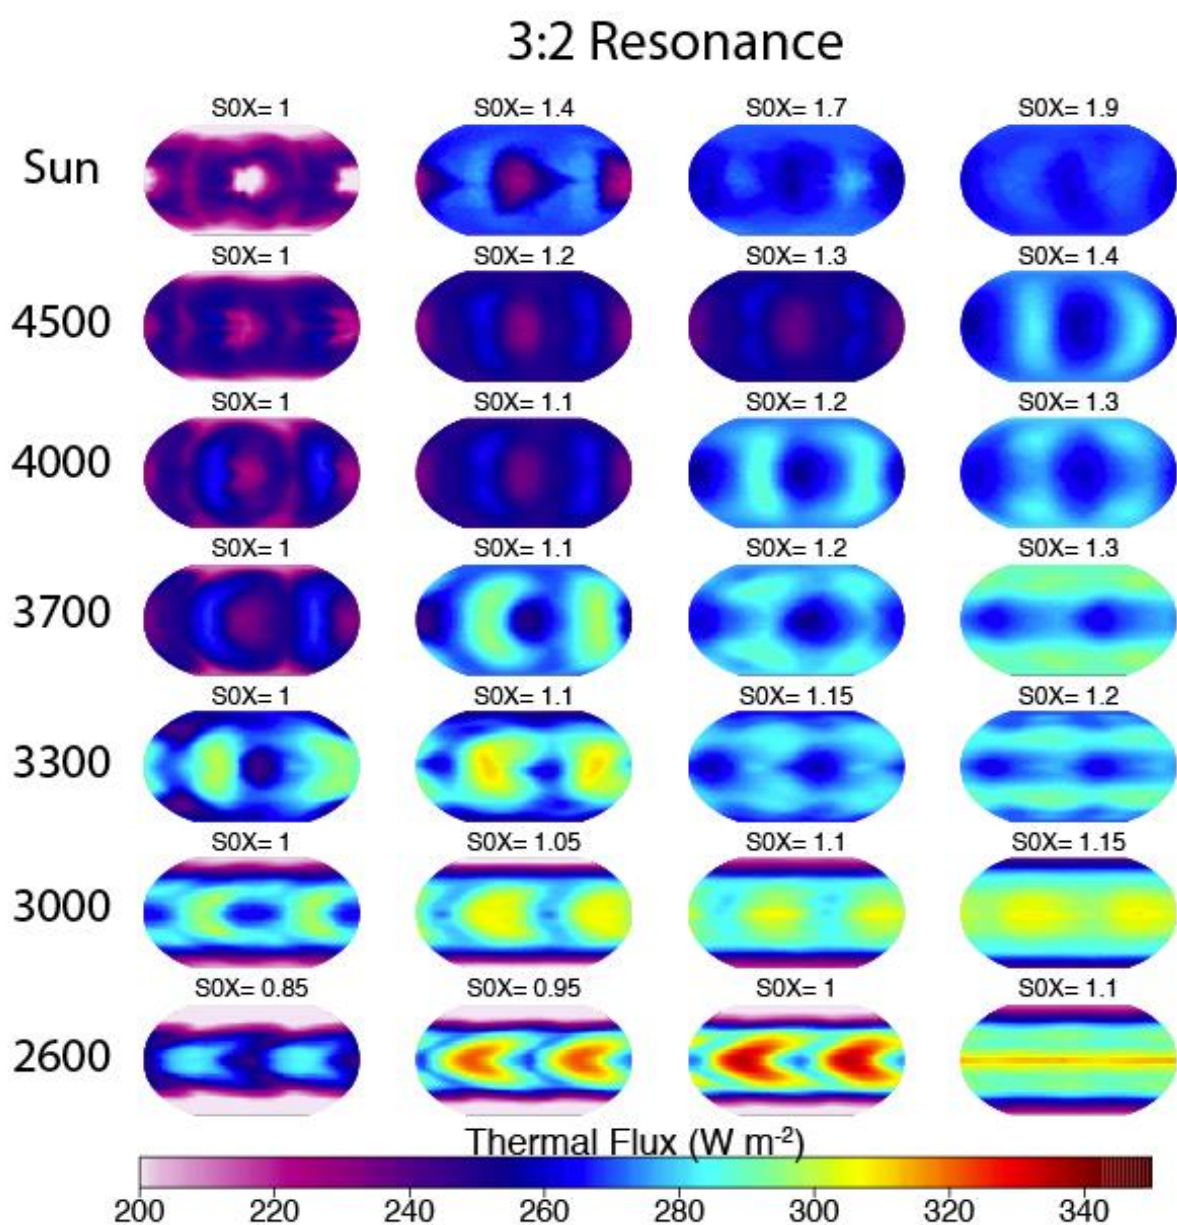 3:2 Resonance
S0X= 1 S0X= 1.4 S0X= 1.7 S0X= 1.9
Sun
S0X= 1 S0X= 1.2 S0X= 1.3 S0X= 1.4
4500
S0X= 1 S0X= 1.1 S0X= 1.2 S0X= 1.3
4000
S0X= 1 S0X= 1.1 S0X= 1.2 S0X= 1.3
3700
S0X= 1 S0X= 1.1 S0X= 1.15 S0X= 1.2
3300
S0X= 1 S0X= 1.05 S0X= 1.1 S0X= 1.15
3000
S0X= 0.85 S0X= 0.95 S0X= 1 S0X= 1.1
2600
Thermal Flux (W m-2)
200 220 240 260 280 300 320 340